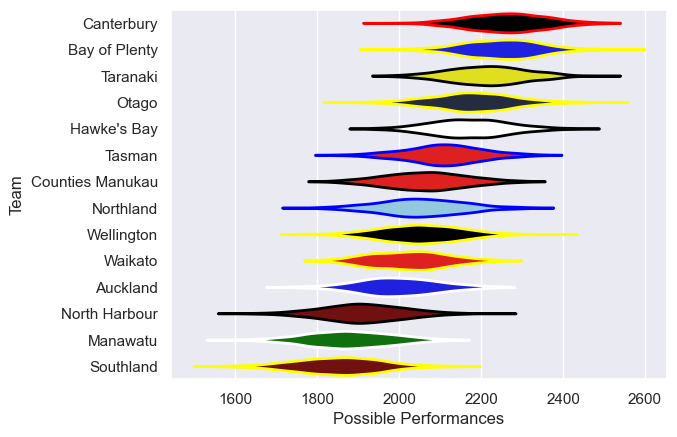 Canterbury
Bay of Plenty
Taranaki
Otago
Hawke's Bay
Tasman
Counties Manukau
Northland
Wellington
Waikato
Auckland
North Harbour
Manawatu
Southland
Team
1600 1800 2000 2200 2400 2600
Possible Performances